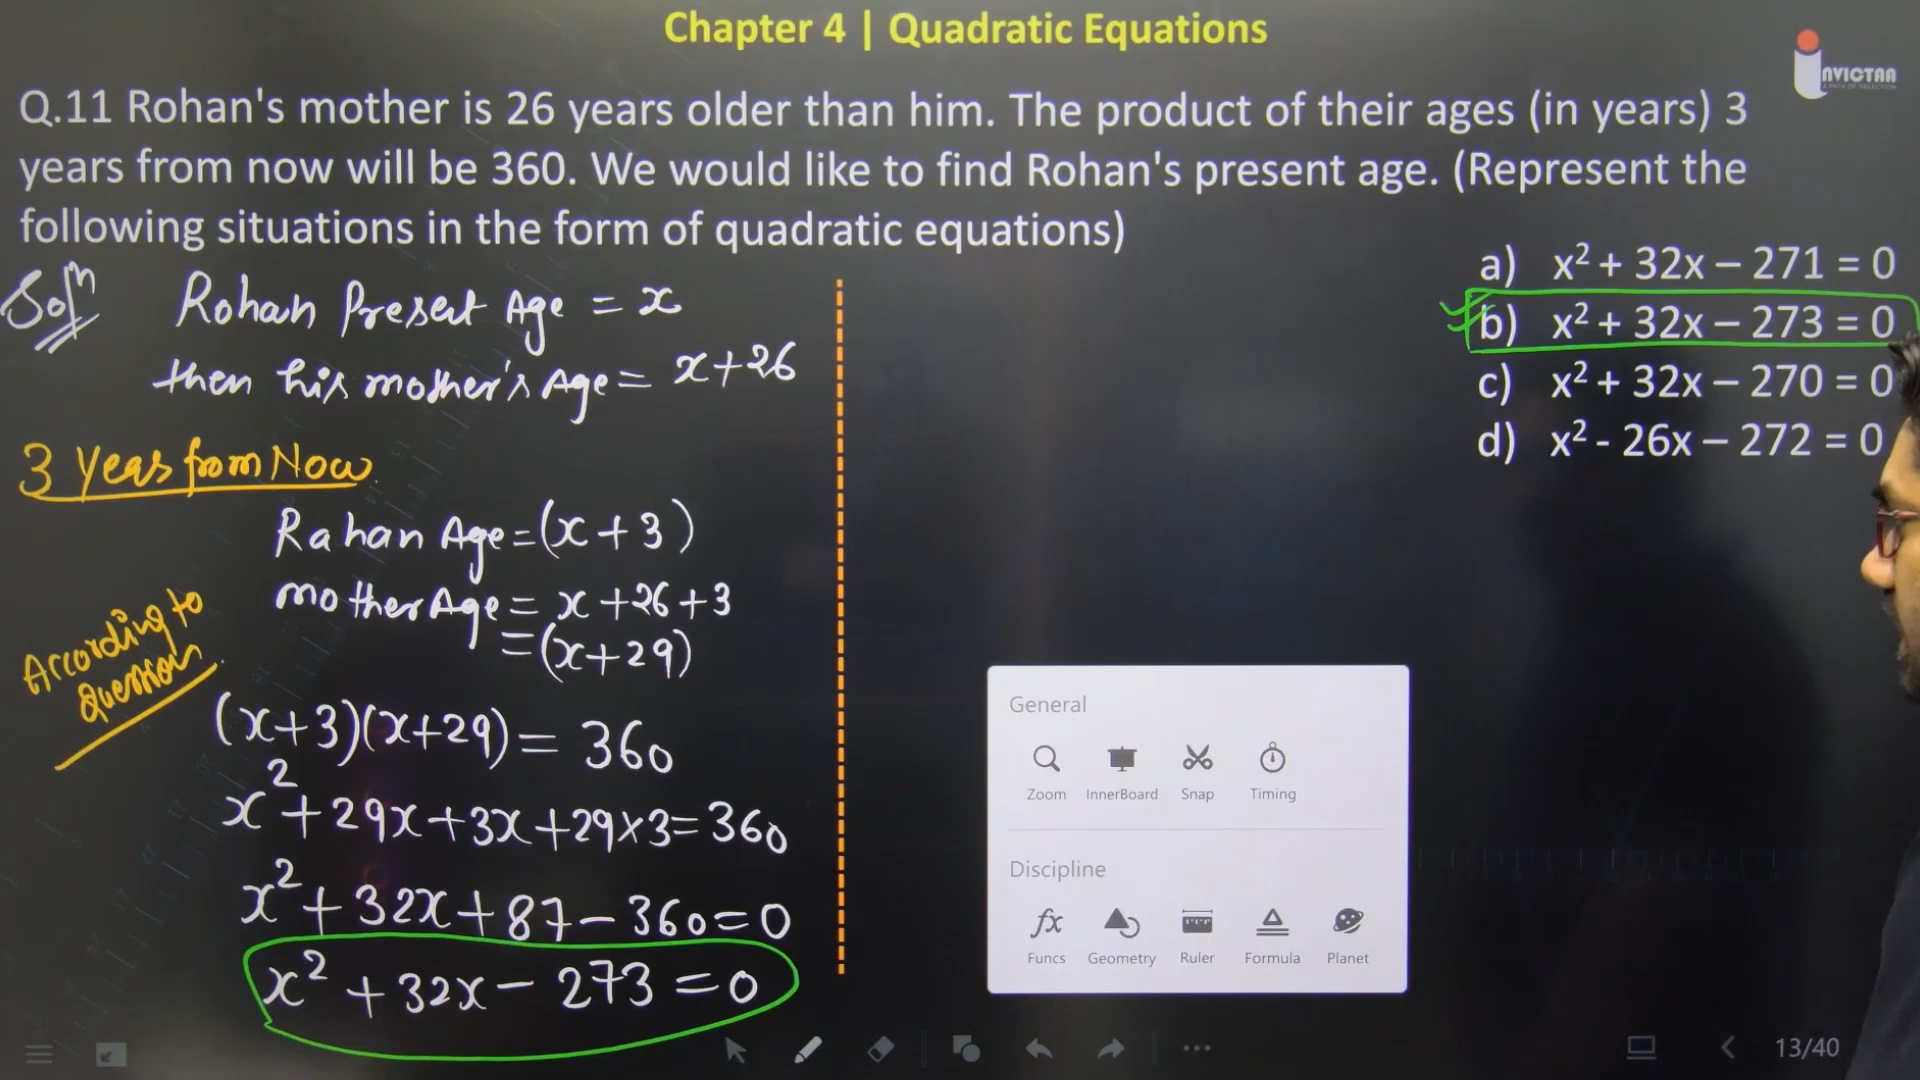 Chapter 4 | Quadratic Equations
NVICTAA
A PATH OF SELECTION
Q.11 Rohan's mother is 26 years older than him. The product of their ages (in years) 3
years from now will be 360. We would like to find Rohan's present age. (Represent the
following situations in the form of quadratic equations)
a) x² + 32x – 271 = 0
b) x² + 32x – 273 = 0
c) x² + 32x – 270 = 0
d) x² - 26x – 272 = 0
Solⁿ Rohan Present Age = x
then his mother's Age = x+26
3 Years from Now
Rahan Age = (x+3)
mother Age = x+26+3
= (x+29)
According to
Question
(x+3)(x+29) = 360
x² + 29x + 3x + 29×3 = 360
x² + 32x + 87 – 360 = 0
x² + 32x – 273 = 0
General
Zoom InnerBoard Snap Timing
Discipline
fx
Funcs Geometry Ruler Formula Planet
13/40